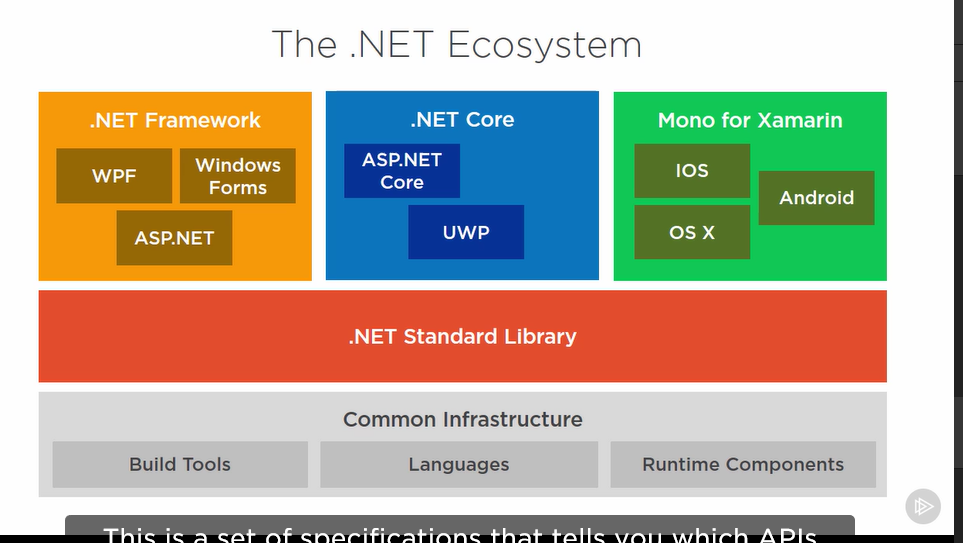 The .NET Ecosystem
.NET Framework
WPF
Windows
Forms
ASP.NET
.NET Core
ASP.NET
Core
UWP
Mono for Xamarin
IOS
Android
OS X
.NET Standard Library
Common Infrastructure
Build Tools
Languages
Runtime Components
This is a set of specifications that tells you which APIs